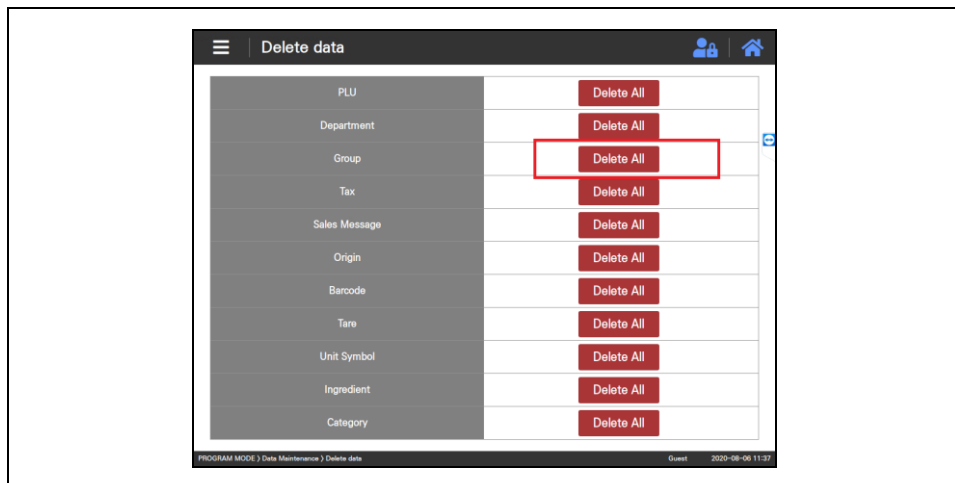 Delete data
PLU Delete All
Department Delete All
Group Delete All
Tax Delete All
Sales Message Delete All
Origin Delete All
Barcode Delete All
Tare Delete All
Unit Symbol Delete All
Ingredient Delete All
Category Delete All
PROGRAM MODE 〉 Data Maintenance 〉 Delete data Guest 2020-08-06 11:37